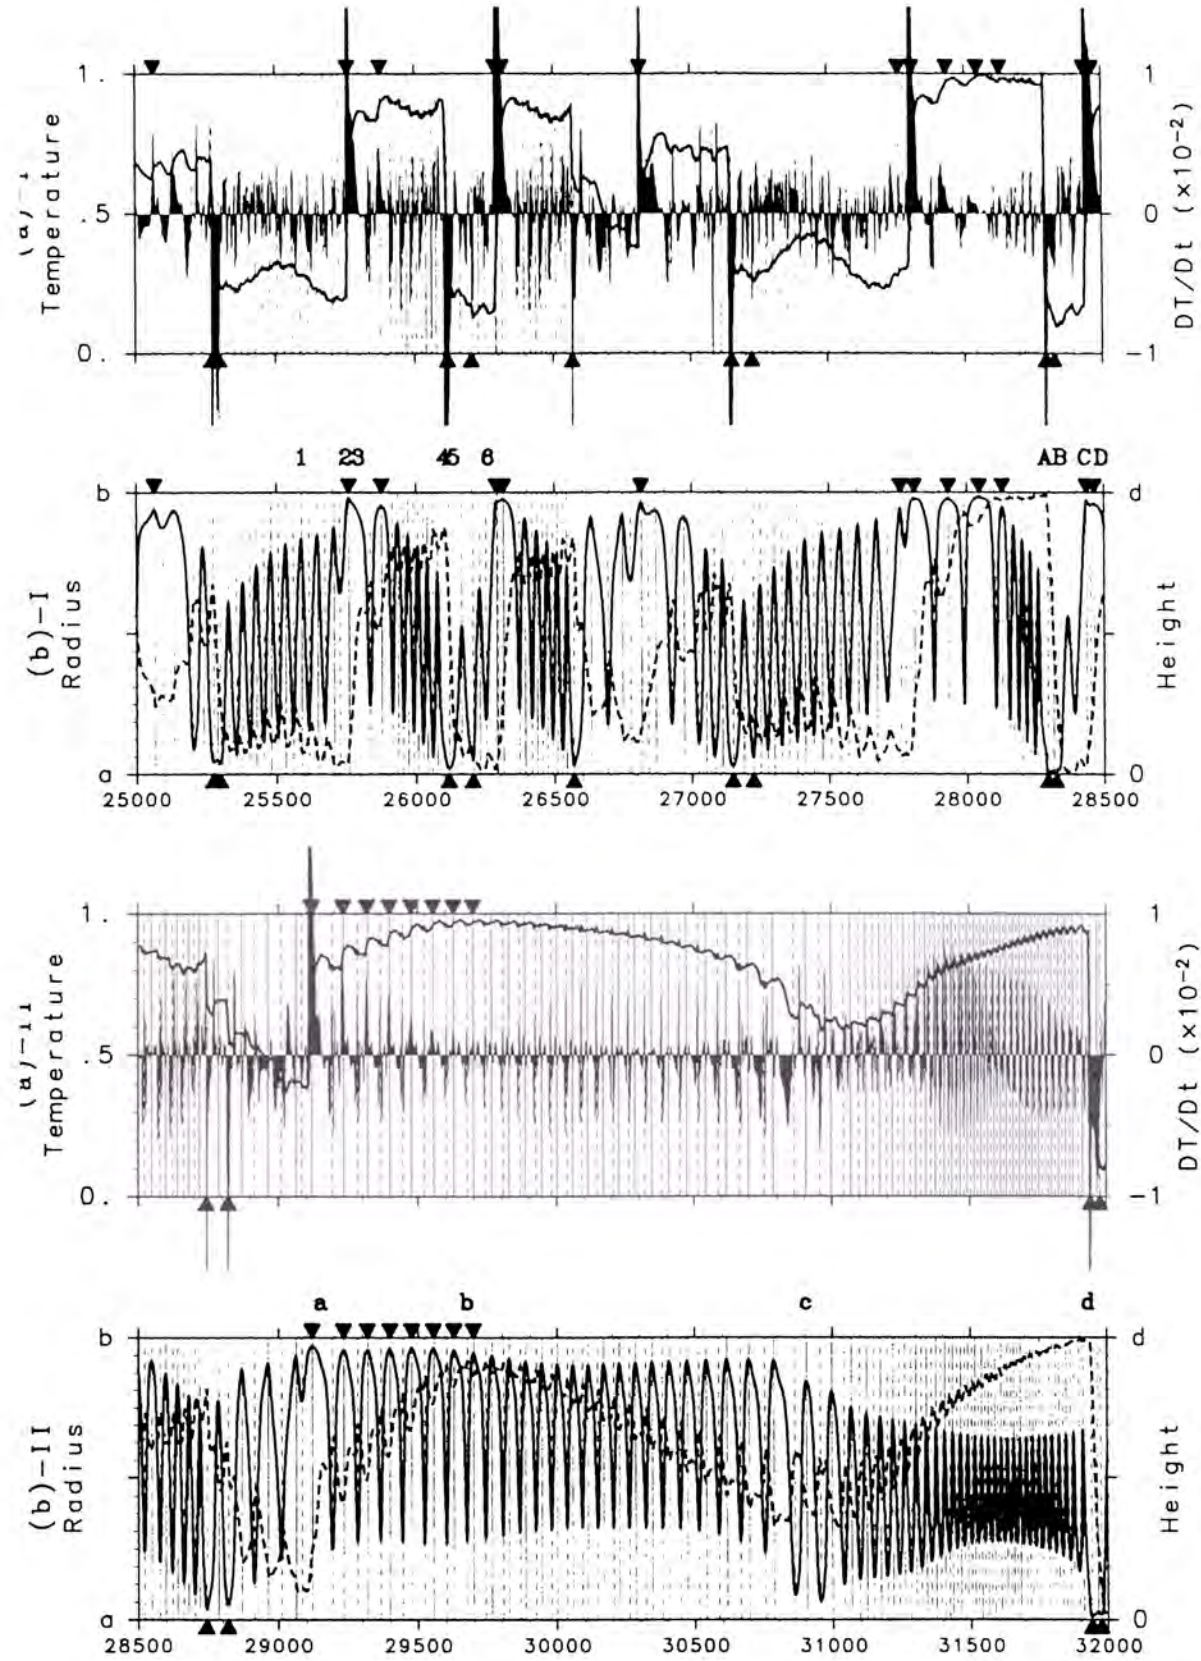 1.
.5
0.
Temperature
1
0
-1
DT/Dt (×10⁻²)
1 23 45 6 AB CD
b
a
(b)-I
Radius
d
0
Height
25000 25500 26000 26500 27000 27500 28000 28500
1.
.5
0.
Temperature
1
0
-1
DT/Dt (×10⁻²)
a b c d
b
a
(b)-II
Radius
d
0
Height
28500 29000 29500 30000 30500 31000 31500 32000